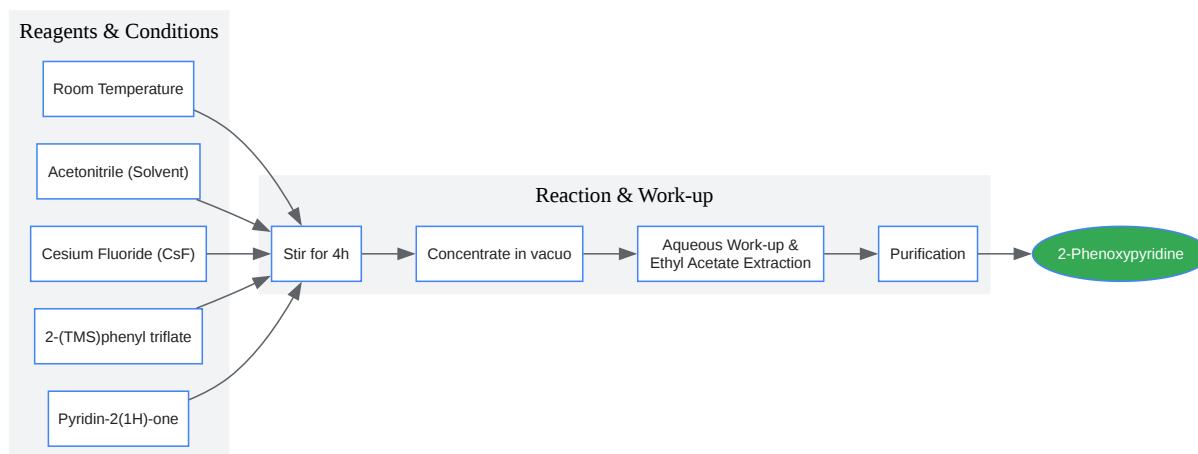 Reagents & Conditions
Room Temperature
Acetonitrile (Solvent)
Cesium Fluoride (CsF)
2-(TMS)phenyl triflate
Pyridin-2(1H)-one
Reaction & Work-up
Stir for 4h
Concentrate in vacuo
Aqueous Work-up &
Ethyl Acetate Extraction
Purification
2-Phenoxypyridine